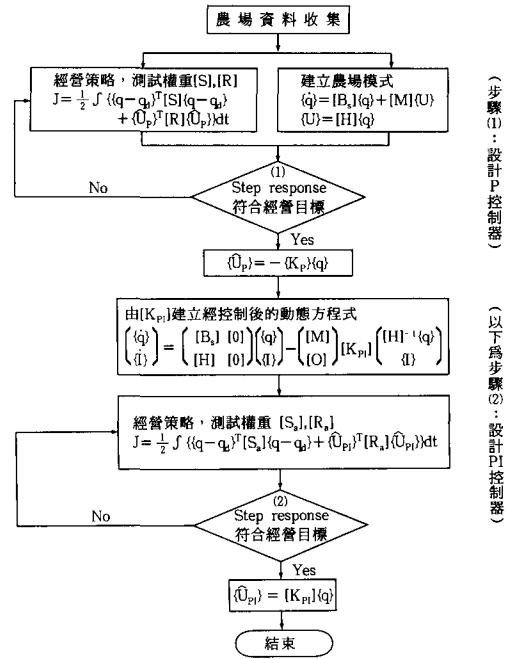 農場資料收集
經營策略，測試權重[S],[R]
J=½∫{{q−q_d}^T[S]{q−q_d}
+{Û_P}^T[R]{Û_P}}dt
建立農場模式
{q̇}=[B_s]{q}+[M]{U}
{U}=[H]{q}
(步驟(1)：設計P控制器)
(1)
Step response
符合經營目標
No
Yes
{Û_P}=−{K_P}{q}
由[K_PI]建立經控制後的動態方程式
({q̇}) = ([B_s] [0])({q})−([M])[K_PI]([H]⁻¹{q})
({İ}) ([H] [0])({I}) ([O]) ({I})
(以下為步驟(2)：設計PI控制器)
經營策略，測試權重 [S_a],[R_a]
J=½∫{{q−q_d}^T[S_a]{q−q_d}+{Û_PI}^T[R_a]{Û_PI}}dt
(2)
Step response
符合經營目標
No
Yes
{Û_PI} = [K_PI]{q}
結束